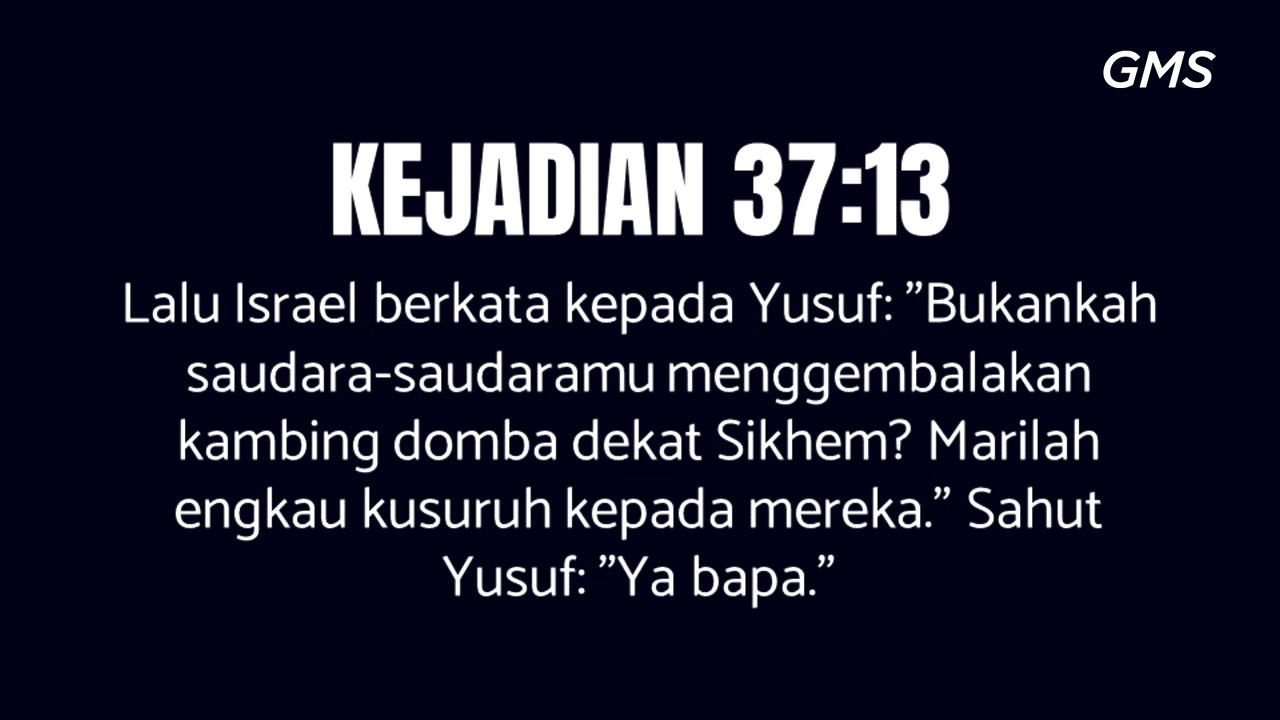 GMS
KEJADIAN 37:13
Lalu Israel berkata kepada Yusuf: ”Bukankah
saudara-saudaramu menggembalakan
kambing domba dekat Sikhem? Marilah
engkau kusuruh kepada mereka.” Sahut
Yusuf: ”Ya bapa.”